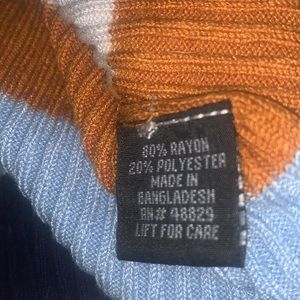 80% RAYON
20% POLYESTER
MADE IN
BANGLADESH
RN# 48829
LIFT FOR CARE